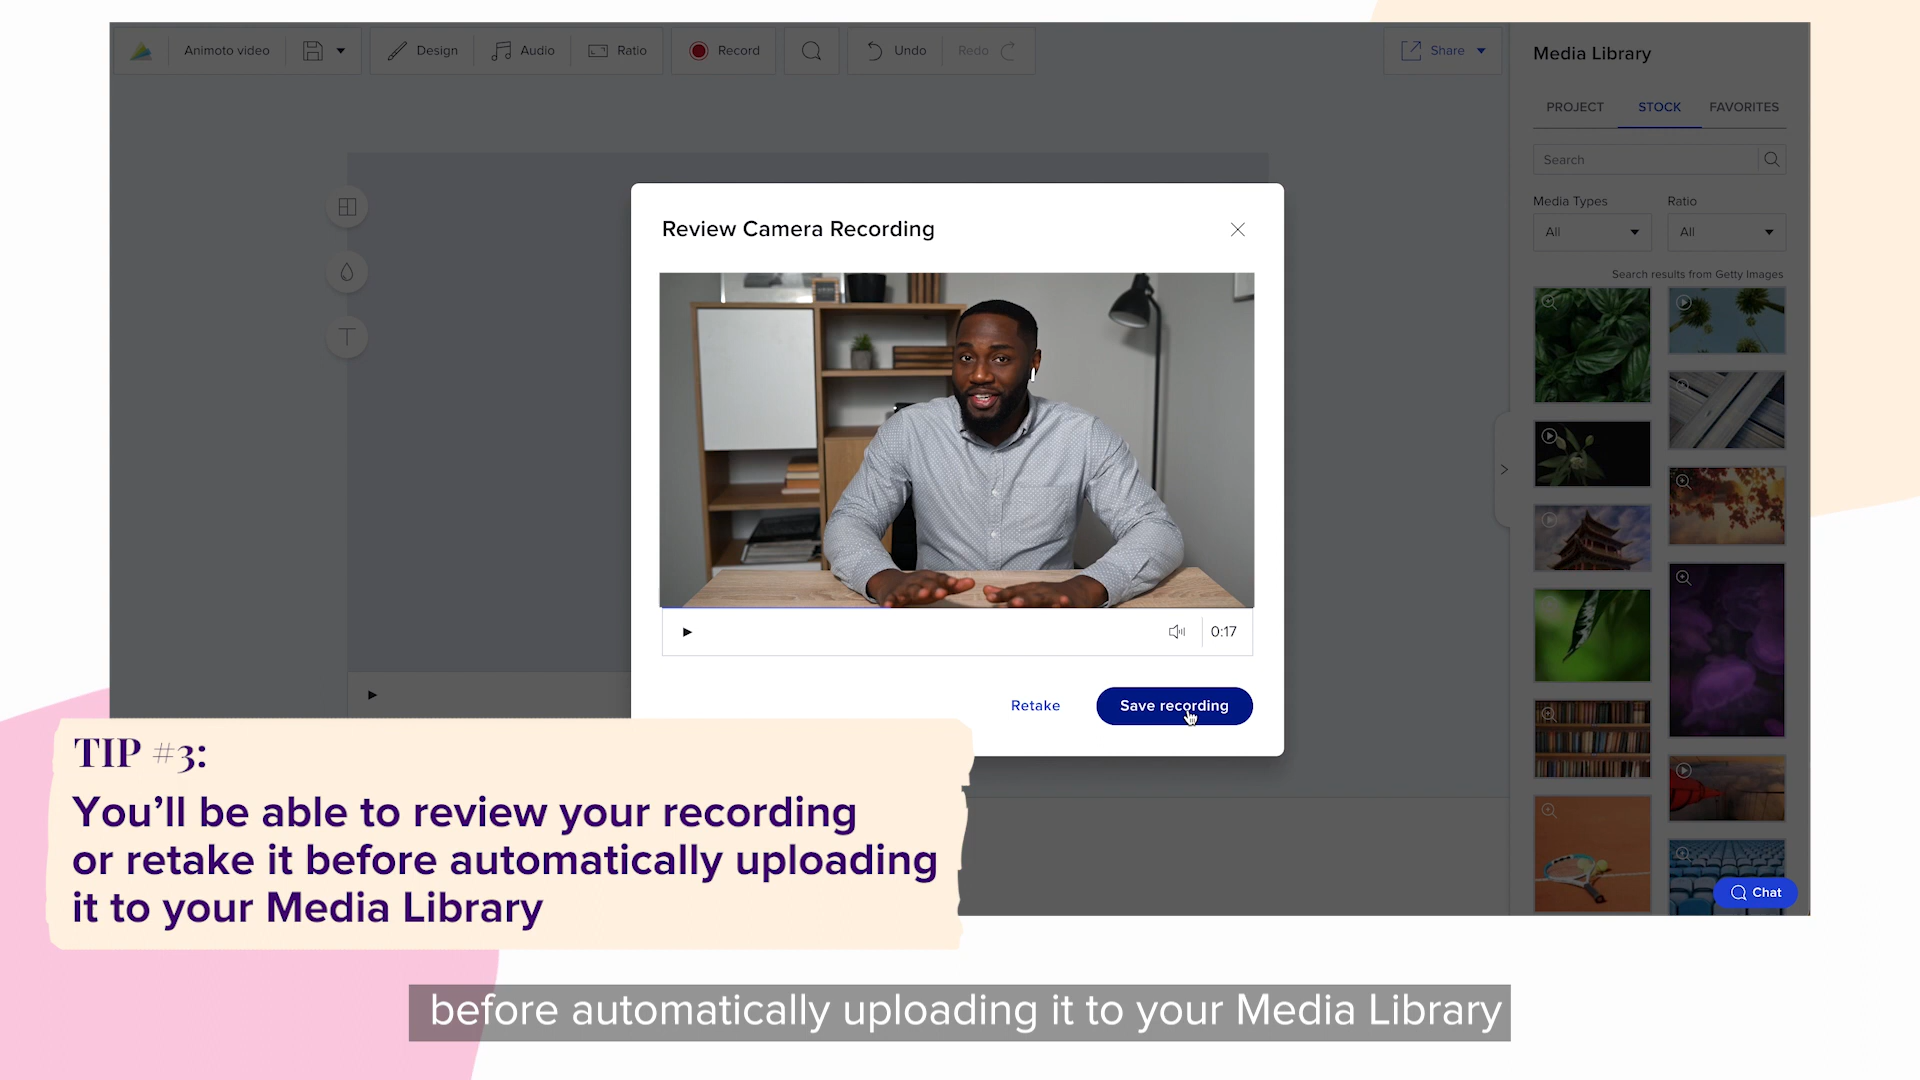 Animoto video
Design
Audio
Ratio
Record
Undo
Redo
Share
Media Library
PROJECT
STOCK
FAVORITES
Search
Media Types
Ratio
All
All
Search results from Getty Images
Review Camera Recording
0:17
Retake
Save recording
TIP #3:
You’ll be able to review your recording
or retake it before automatically uploading
it to your Media Library
Chat
before automatically uploading it to your Media Library